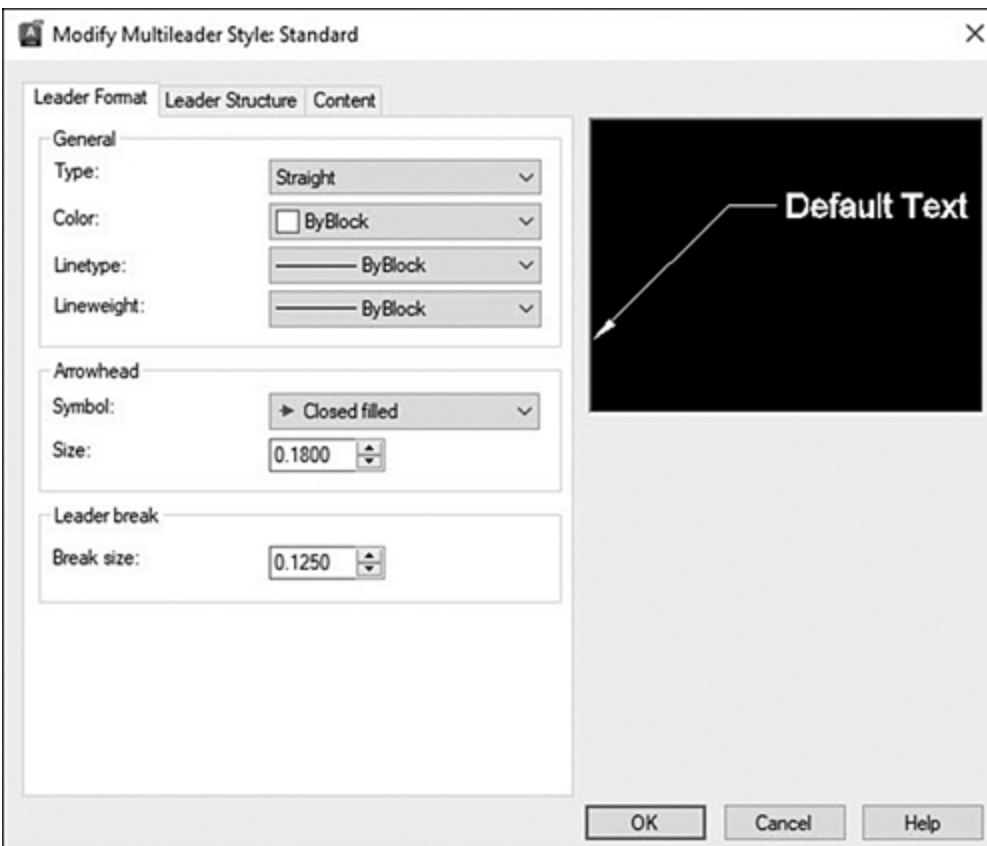 Modify Multileader Style: Standard
Leader Format Leader Structure Content
General
Type: Straight
Color: ByBlock
Linetype: ByBlock
Lineweight: ByBlock
Arrowhead
Symbol: Closed filled
Size: 0.1800
Leader break
Break size: 0.1250
Default Text
OK Cancel Help